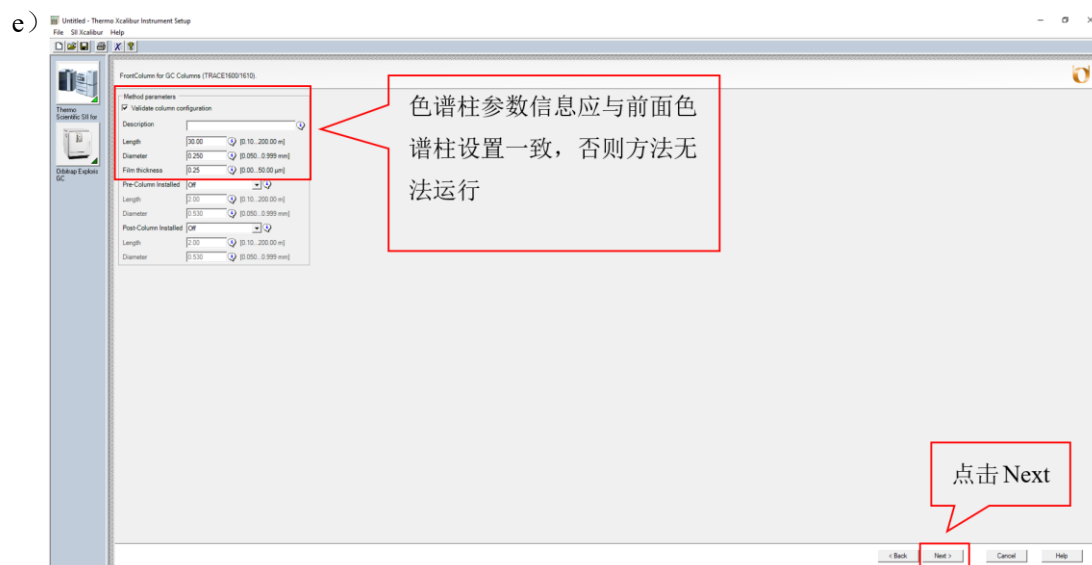 e）
Untitled - Thermo Xcalibur Instrument Setup
File SII Xcalibur Help
Thermo
Scientific SII for
Orbitrap Exploris
GC
FrontColumn for GC Columns (TRACE1600/1610).
Method parameters
Validate column configuration
Description
Length 30.00 [0.10...200.00 m]
Diameter 0.250 [0.050...0.999 mm]
Film thickness 0.25 [0.00...50.00 µm]
Pre-Column Installed Off
Length 2.00 [0.10...200.00 m]
Diameter 0.530 [0.050...0.999 mm]
Post-Column Installed Off
Length 2.00 [0.10...200.00 m]
Diameter 0.530 [0.050...0.999 mm]
色谱柱参数信息应与前面色
谱柱设置一致，否则方法无
法运行
点击 Next
< Back Next > Cancel Help